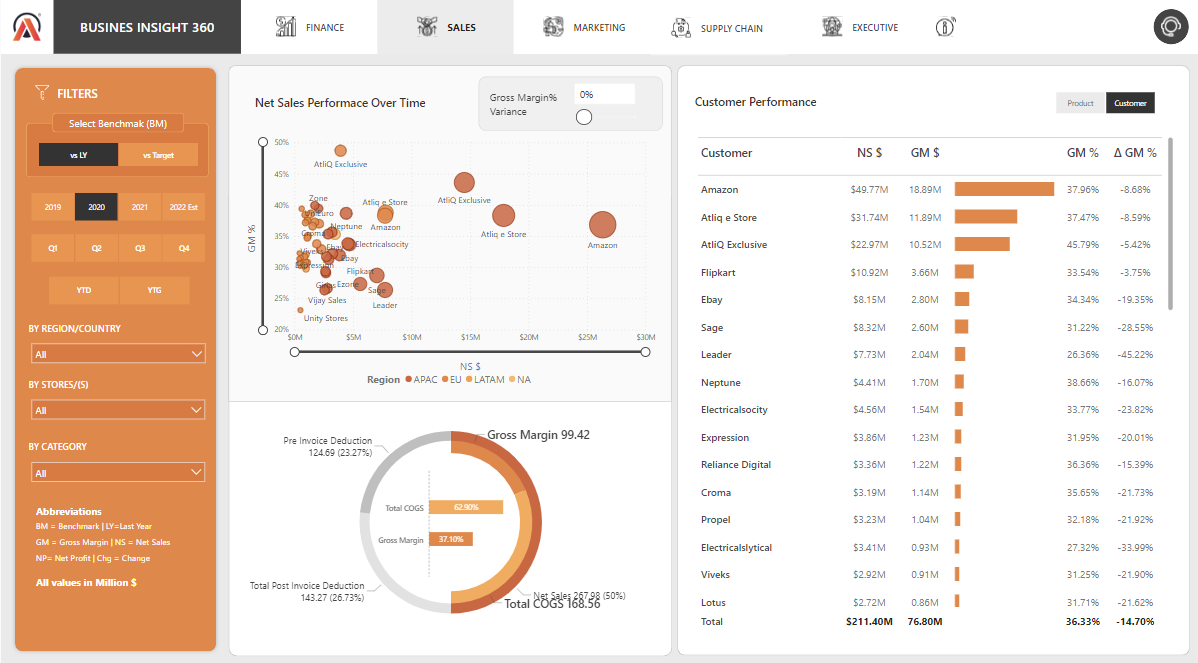 BUSINES INSIGHT 360
FINANCE
SALES
MARKETING
SUPPLY CHAIN
EXECUTIVE
FILTERS
Select Benchmak (BM)
vs LY
vs Target
2019
2020
2021
2022 Est
Q1
Q2
Q3
Q4
YTD
YTG
BY REGION/COUNTRY
All
BY STORES/(S)
All
BY CATEGORY
All
Abbreviations
BM = Benchmark | LY=Last Year
GM = Gross Margin | NS = Net Sales
NP= Net Profit | Chg = Change
All values in Million $
Net Sales Performace Over Time
Gross Margin%
Variance
0%
GM %
50%
45%
40%
35%
30%
25%
20%
AtliQ Exclusive
AtliQ Exclusive
Zone
Atliq e Store
Atliq e Store
Neptune
Amazon
Amazon
Croma
Electricalsocity
Viveks
Ebay
Ebay
Expression
Flipkart
Ezone
Sage
Vijay Sales
Leader
Unity Stores
$0M
$5M
$10M
$15M
$20M
$25M
$30M
NS $
Region APAC EU LATAM NA
Gross Margin 99.42
Pre Invoice Deduction
124.69 (23.27%)
Total COGS 62.90%
Gross Margin 37.10%
Total Post Invoice Deduction
143.27 (26.73%)
Net Sales 267.98 (50%)
Total COGS 168.56
Customer Performance
Product
Customer
Customer NS $ GM $ GM % Δ GM %
Amazon $49.77M 18.89M 37.96% -8.68%
Atliq e Store $31.74M 11.89M 37.47% -8.59%
AtliQ Exclusive $22.97M 10.52M 45.79% -5.42%
Flipkart $10.92M 3.66M 33.54% -3.75%
Ebay $8.15M 2.80M 34.34% -19.35%
Sage $8.32M 2.60M 31.22% -28.55%
Leader $7.73M 2.04M 26.36% -45.22%
Neptune $4.41M 1.70M 38.66% -16.07%
Electricalsocity $4.56M 1.54M 33.77% -23.82%
Expression $3.86M 1.23M 31.95% -20.01%
Reliance Digital $3.36M 1.22M 36.36% -15.39%
Croma $3.19M 1.14M 35.65% -21.73%
Propel $3.23M 1.04M 32.18% -21.92%
Electricalslytical $3.41M 0.93M 27.32% -33.99%
Viveks $2.92M 0.91M 31.25% -21.90%
Lotus $2.72M 0.86M 31.71% -21.62%
Total $211.40M 76.80M 36.33% -14.70%